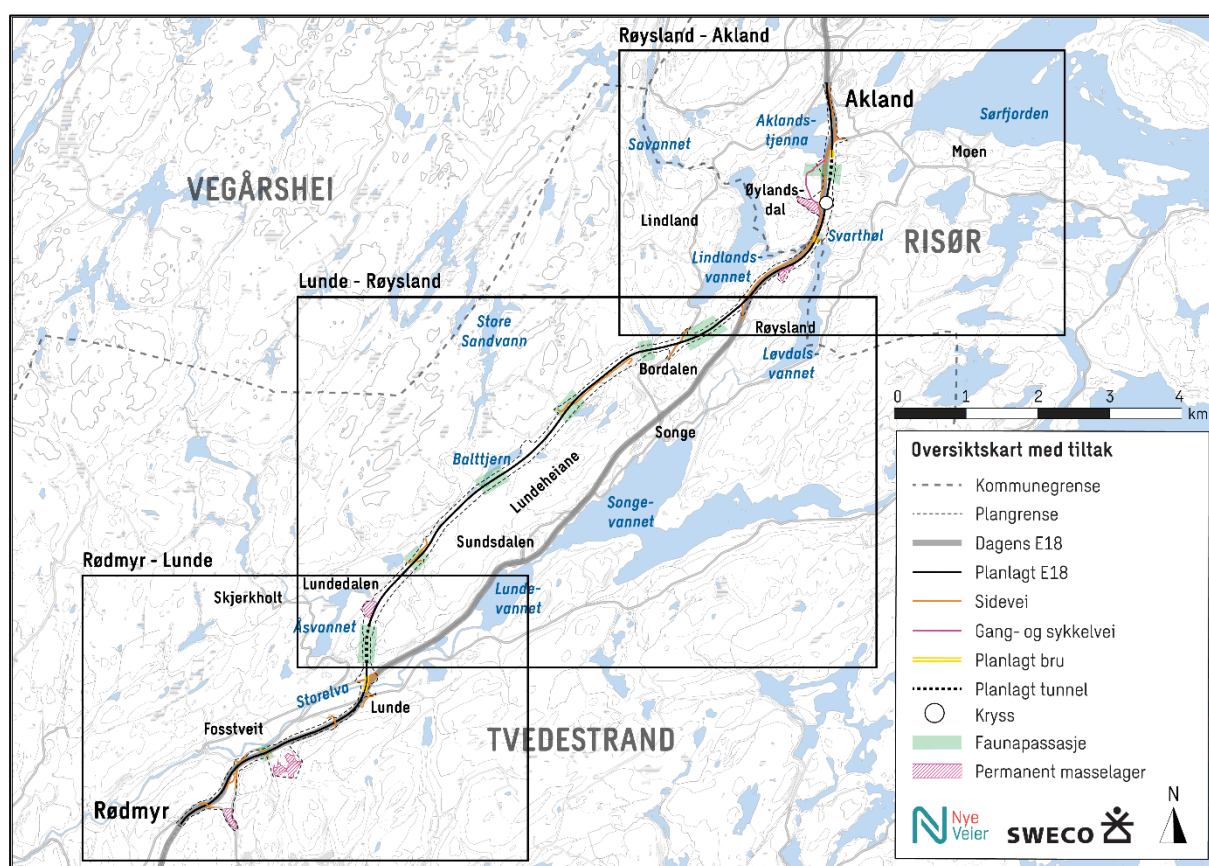 Røysland - Akland
Akland
Aklands-
tjenna
Sørfjorden
Savannet
Moen
VEGÅRSHEI
Øylands-
dal
Lindland
Svarthøl
RISØR
Lindlands-
vannet
Lunde - Røysland
Store
Sandvann
Røysland
Løvdals-
vannet
Bordalen
0 1 2 3 4
km
Songe
Balttjern
Lundeheiane
Songe-
vannet
Sundsdalen
Rødmyr - Lunde
Lundedalen
Skjerkholt
Lunde-
vannet
Åsvannet
Storelva
Lunde
Fosstveit
TVEDESTRAND
Rødmyr
Oversiktskart med tiltak
Kommunegrense
Plangrense
Dagens E18
Planlagt E18
Sidevei
Gang- og sykkelvei
Planlagt bru
Planlagt tunnel
Kryss
Faunapassasje
Permanent masselager
N
Nye
Veier
SWECO